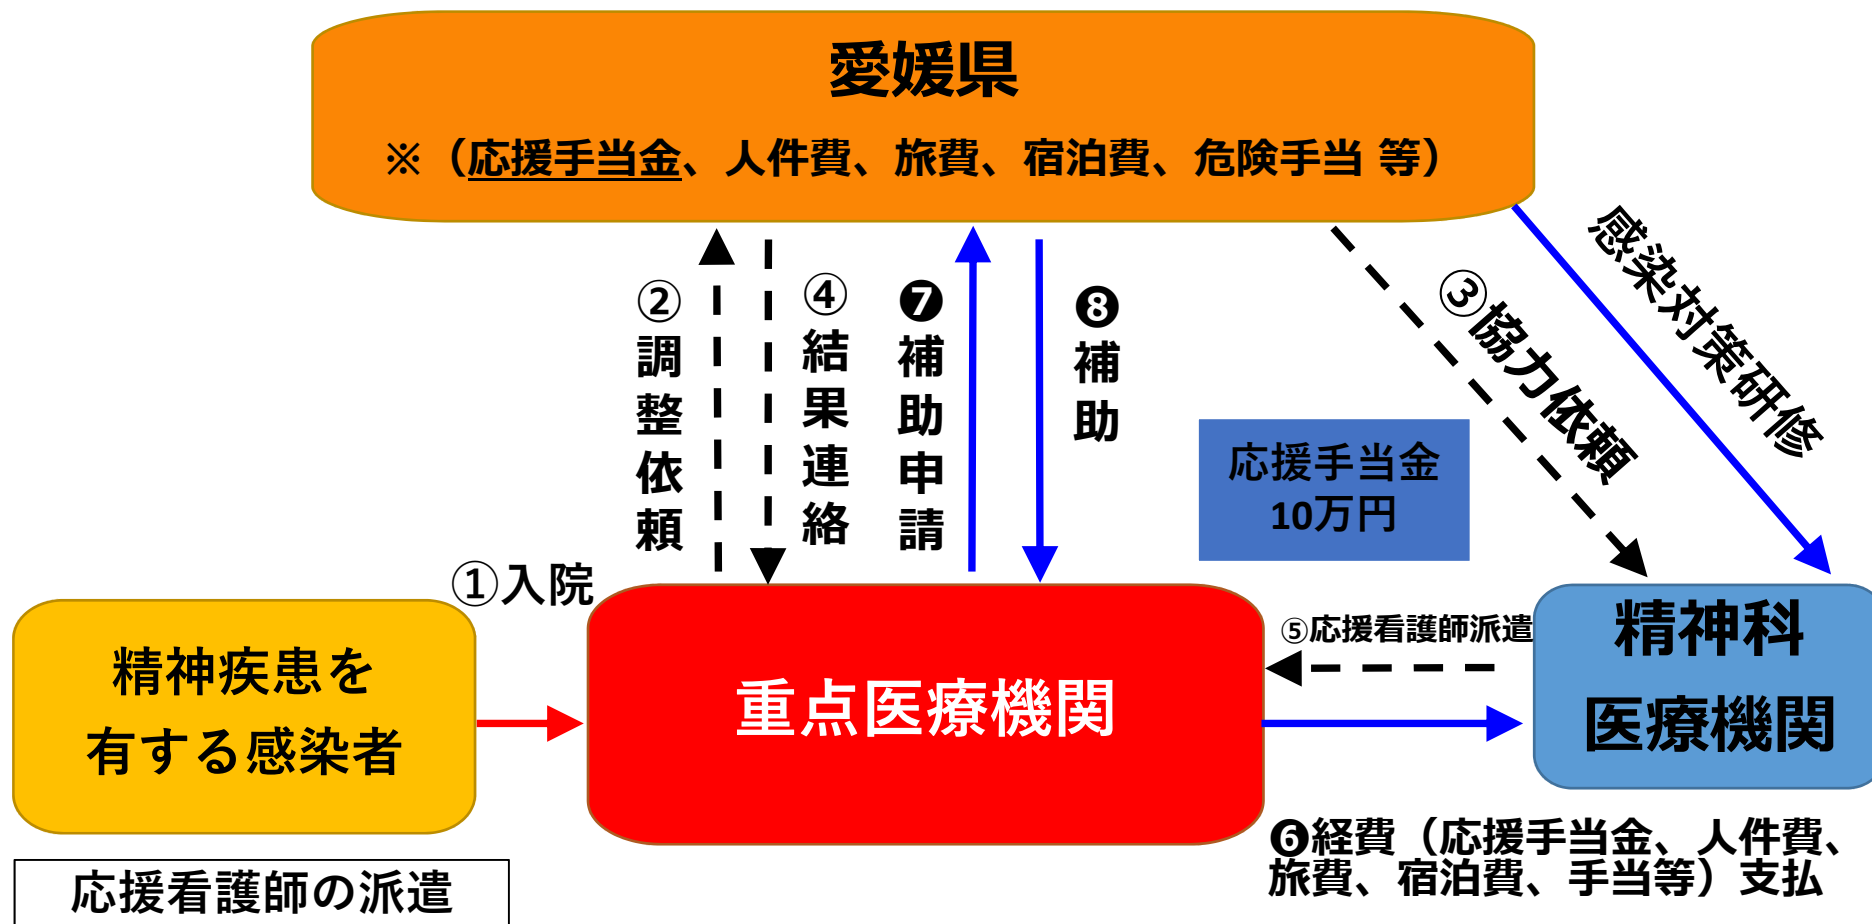 愛媛県
※（応援手当金、人件費、旅費、宿泊費、危険手当 等）
②調整依頼
④結果連絡
❼補助申請
❽補助
③協力依頼
感染対策研修
応援手当金
10万円
①入院
精神疾患を
有する感染者
重点医療機関
⑤応援看護師派遣
精神科
医療機関
❻経費（応援手当金、人件費、
旅費、宿泊費、手当等）支払
応援看護師の派遣